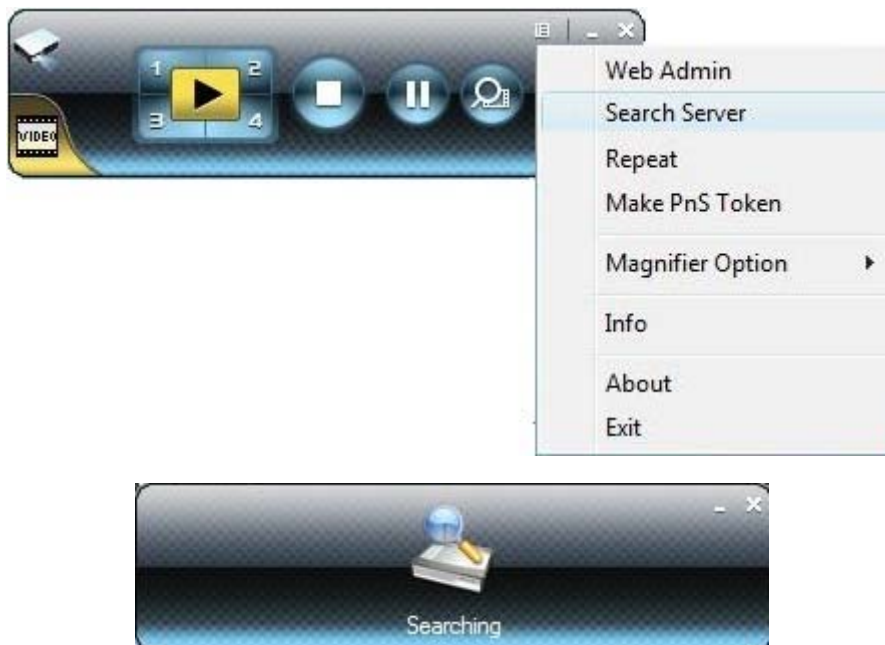 1 2
3 4
VIDEO
Web Admin
Search Server
Repeat
Make PnS Token
Magnifier Option
Info
About
Exit
Searching